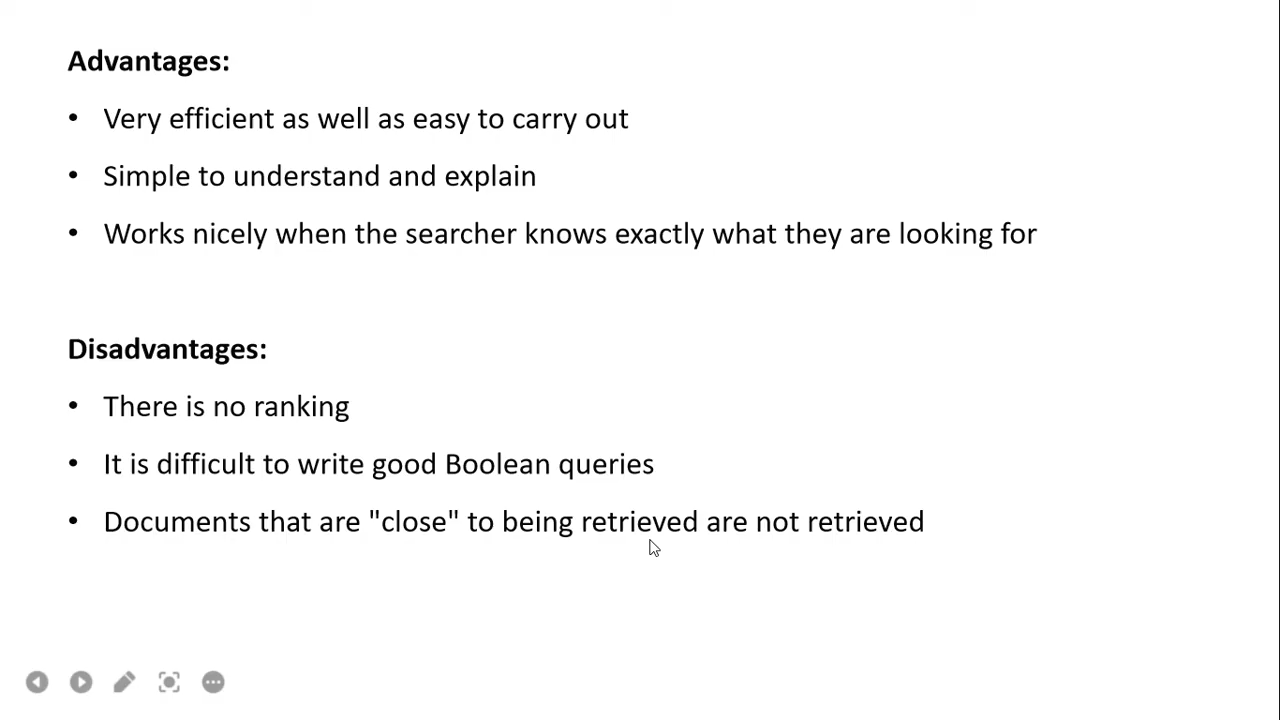 Advantages:
• Very efficient as well as easy to carry out
• Simple to understand and explain
• Works nicely when the searcher knows exactly what they are looking for
Disadvantages:
• There is no ranking
• It is difficult to write good Boolean queries
• Documents that are "close" to being retrieved are not retrieved